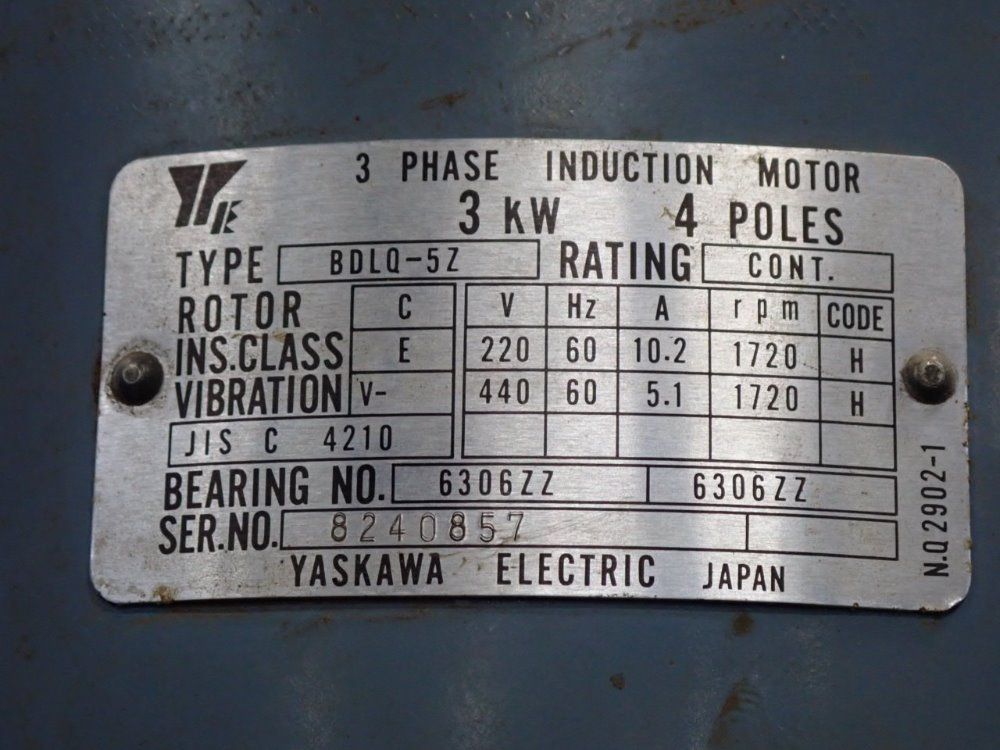 YE 3 PHASE INDUCTION MOTOR
3 KW 4 POLES
TYPE BDLQ-5Z RATING CONT.
ROTOR C V Hz A rpm CODE
INS.CLASS E 220 60 10.2 1720 H
VIBRATION V- 440 60 5.1 1720 H
JIS C 4210
BEARING NO. 6306ZZ 6306ZZ
SER.NO. 8240857
YASKAWA ELECTRIC JAPAN
N.Q2902-1